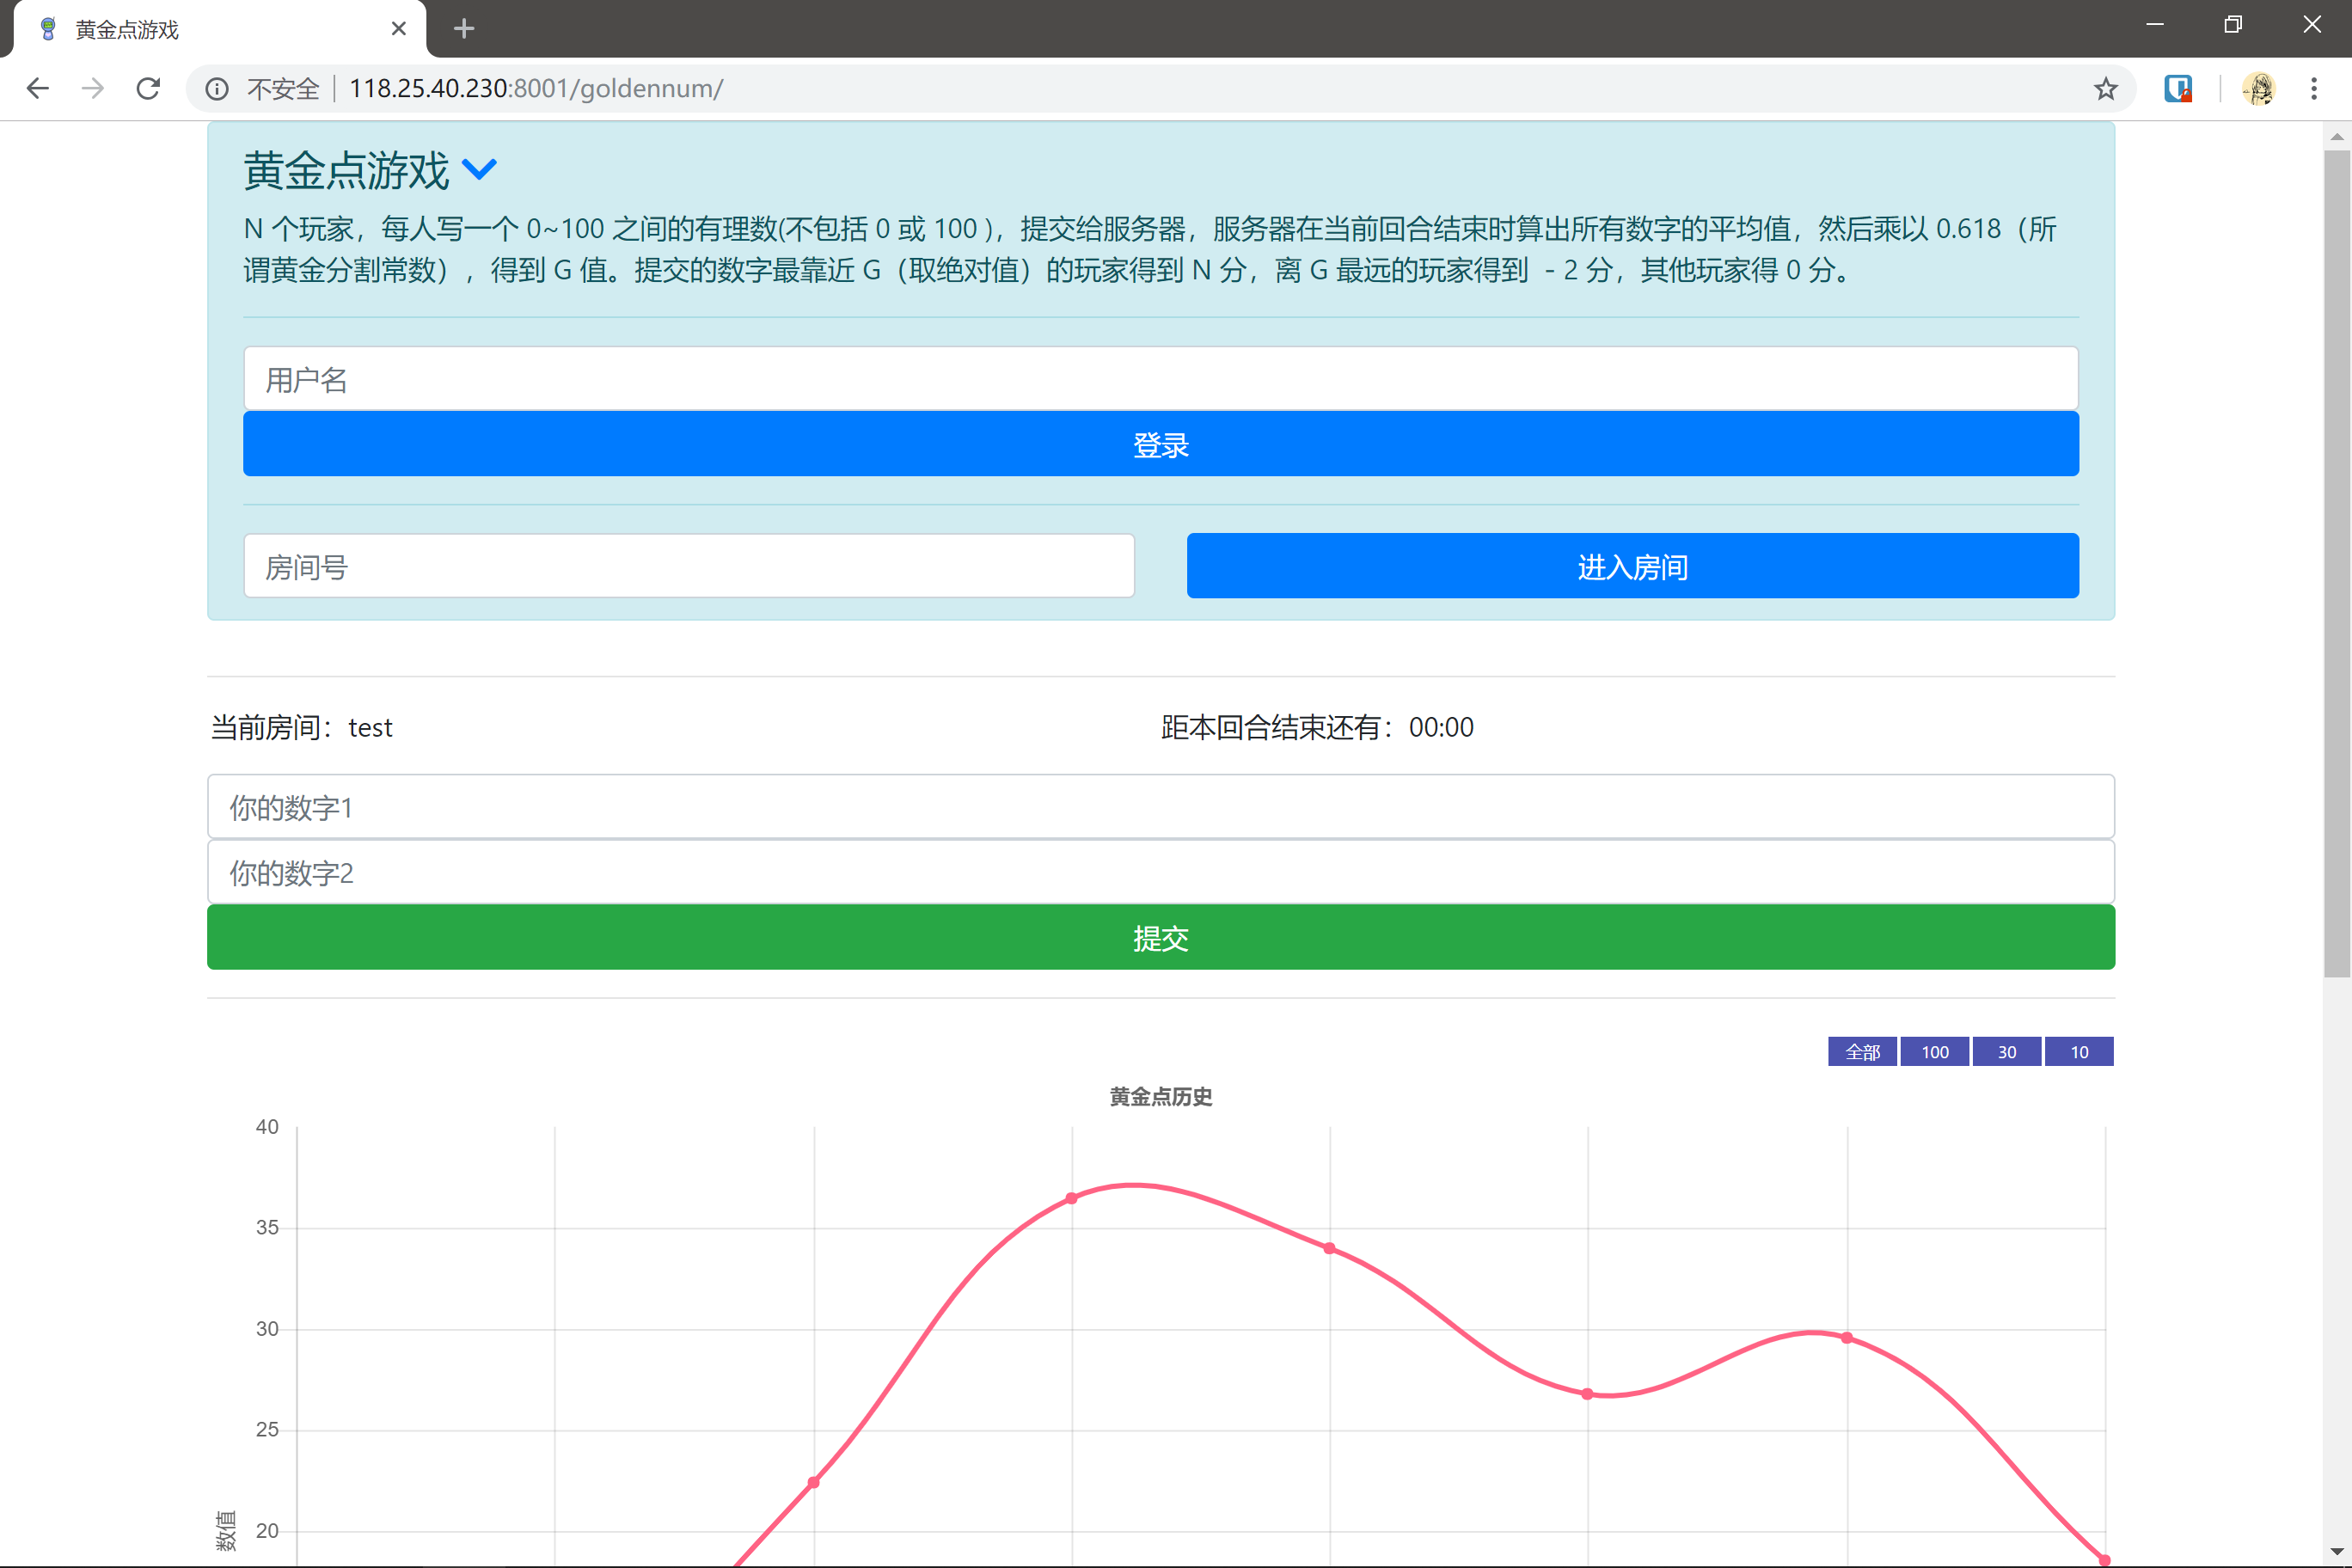 黄金点游戏
不安全 118.25.40.230:8001/goldennum/
黄金点游戏
N 个玩家，每人写一个 0~100 之间的有理数(不包括 0 或 100 )，提交给服务器，服务器在当前回合结束时算出所有数字的平均值，然后乘以 0.618（所
谓黄金分割常数），得到 G 值。提交的数字最靠近 G（取绝对值）的玩家得到 N 分，离 G 最远的玩家得到 －2 分，其他玩家得 0 分。
用户名
登录
房间号
进入房间
当前房间：test
距本回合结束还有：00:00
你的数字1
你的数字2
提交
全部 100 30 10
黄金点历史
40
35
30
25
20
数值